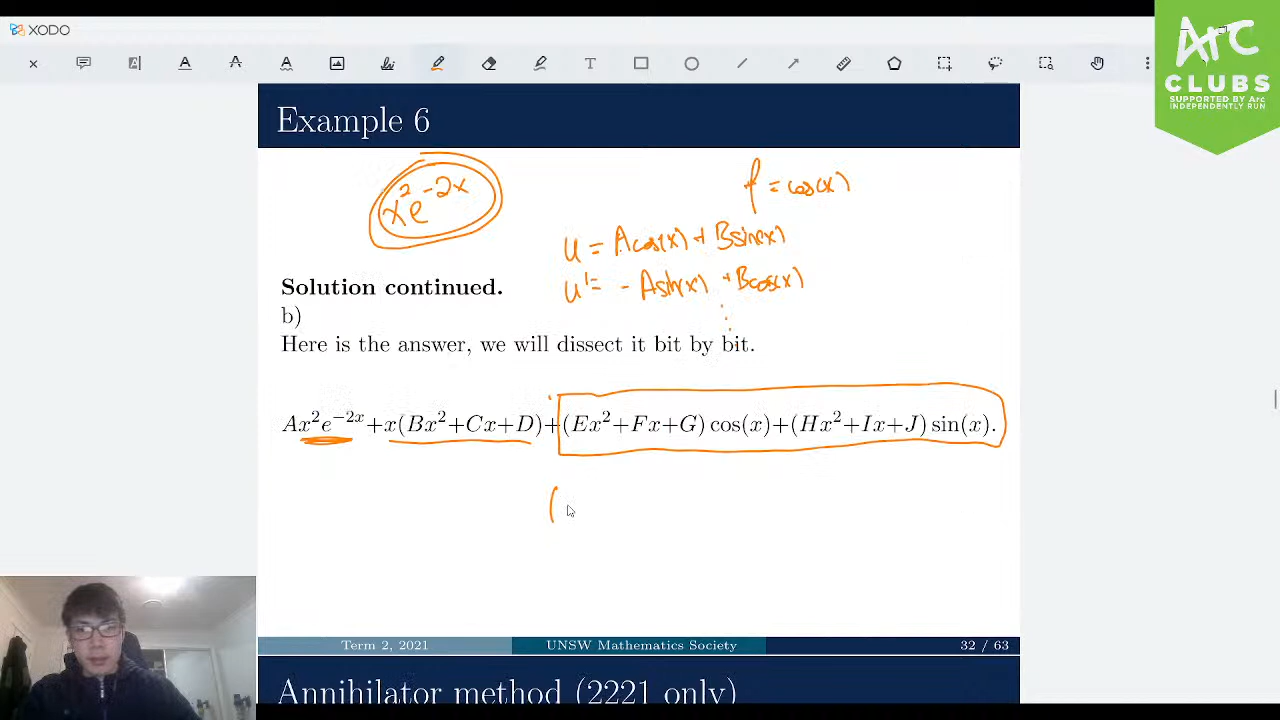 XODO
Arc
CLUBS
SUPPORTED BY Arc
INDEPENDENTLY RUN
Example 6
x²e^-2x
f = cos(x)
u = Acos(x) + Bsin(x)
u' = - Asin(x) + Bcos(x)
⋮
Solution continued.
b)
Here is the answer, we will dissect it bit by bit.
Ax²e^−2x+x(Bx²+Cx+D)+(Ex²+Fx+G) cos(x)+(Hx²+Ix+J) sin(x).
(
Term 2, 2021 UNSW Mathematics Society 32 / 63
Annihilator method (2221 only)